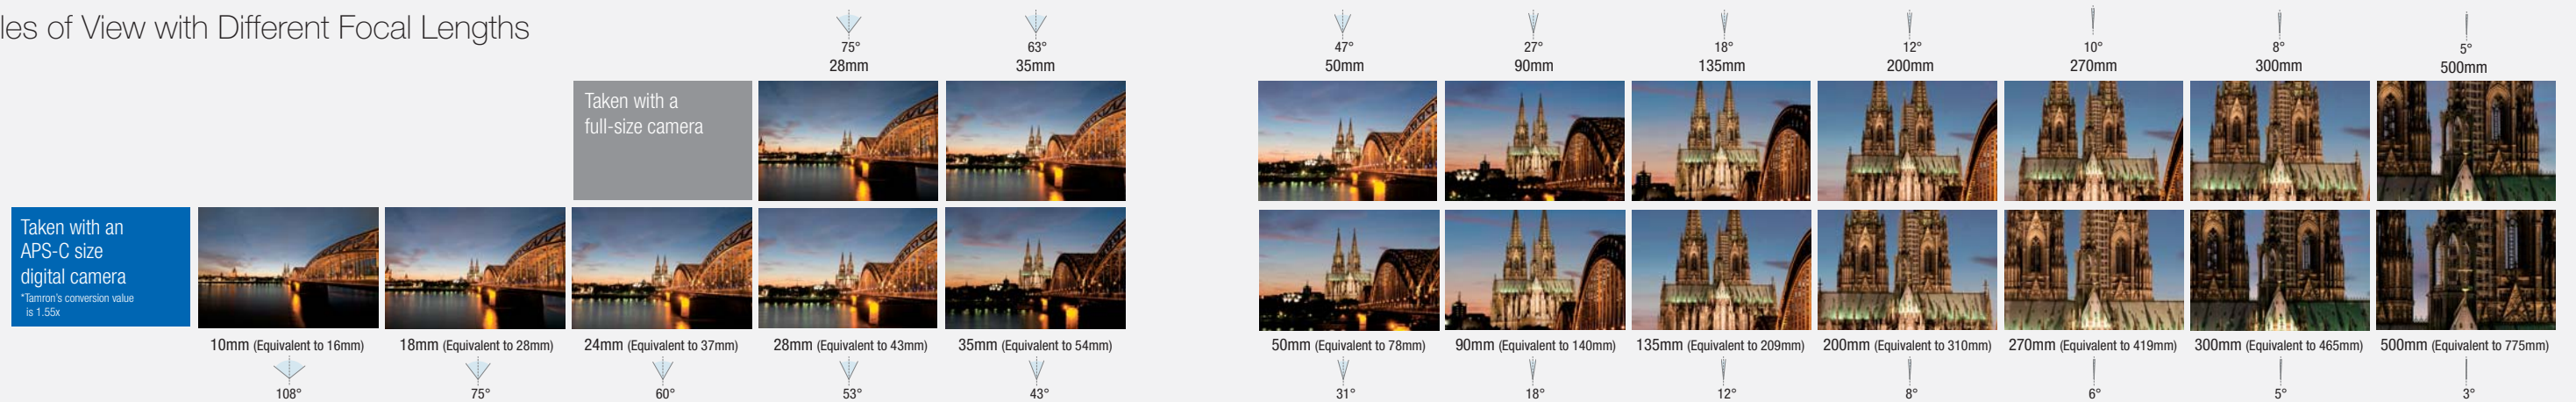 les of View with Different Focal Lengths
75°
28mm
63°
35mm
47°
50mm
27°
90mm
18°
135mm
12°
200mm
10°
270mm
8°
300mm
5°
500mm
Taken with a
full-size camera
Taken with an
APS-C size
digital camera
*Tamron's conversion value
is 1.55x
10mm (Equivalent to 16mm)
108°
18mm (Equivalent to 28mm)
75°
24mm (Equivalent to 37mm)
60°
28mm (Equivalent to 43mm)
53°
35mm (Equivalent to 54mm)
43°
50mm (Equivalent to 78mm)
31°
90mm (Equivalent to 140mm)
18°
135mm (Equivalent to 209mm)
12°
200mm (Equivalent to 310mm)
8°
270mm (Equivalent to 419mm)
6°
300mm (Equivalent to 465mm)
5°
500mm (Equivalent to 775mm)
3°